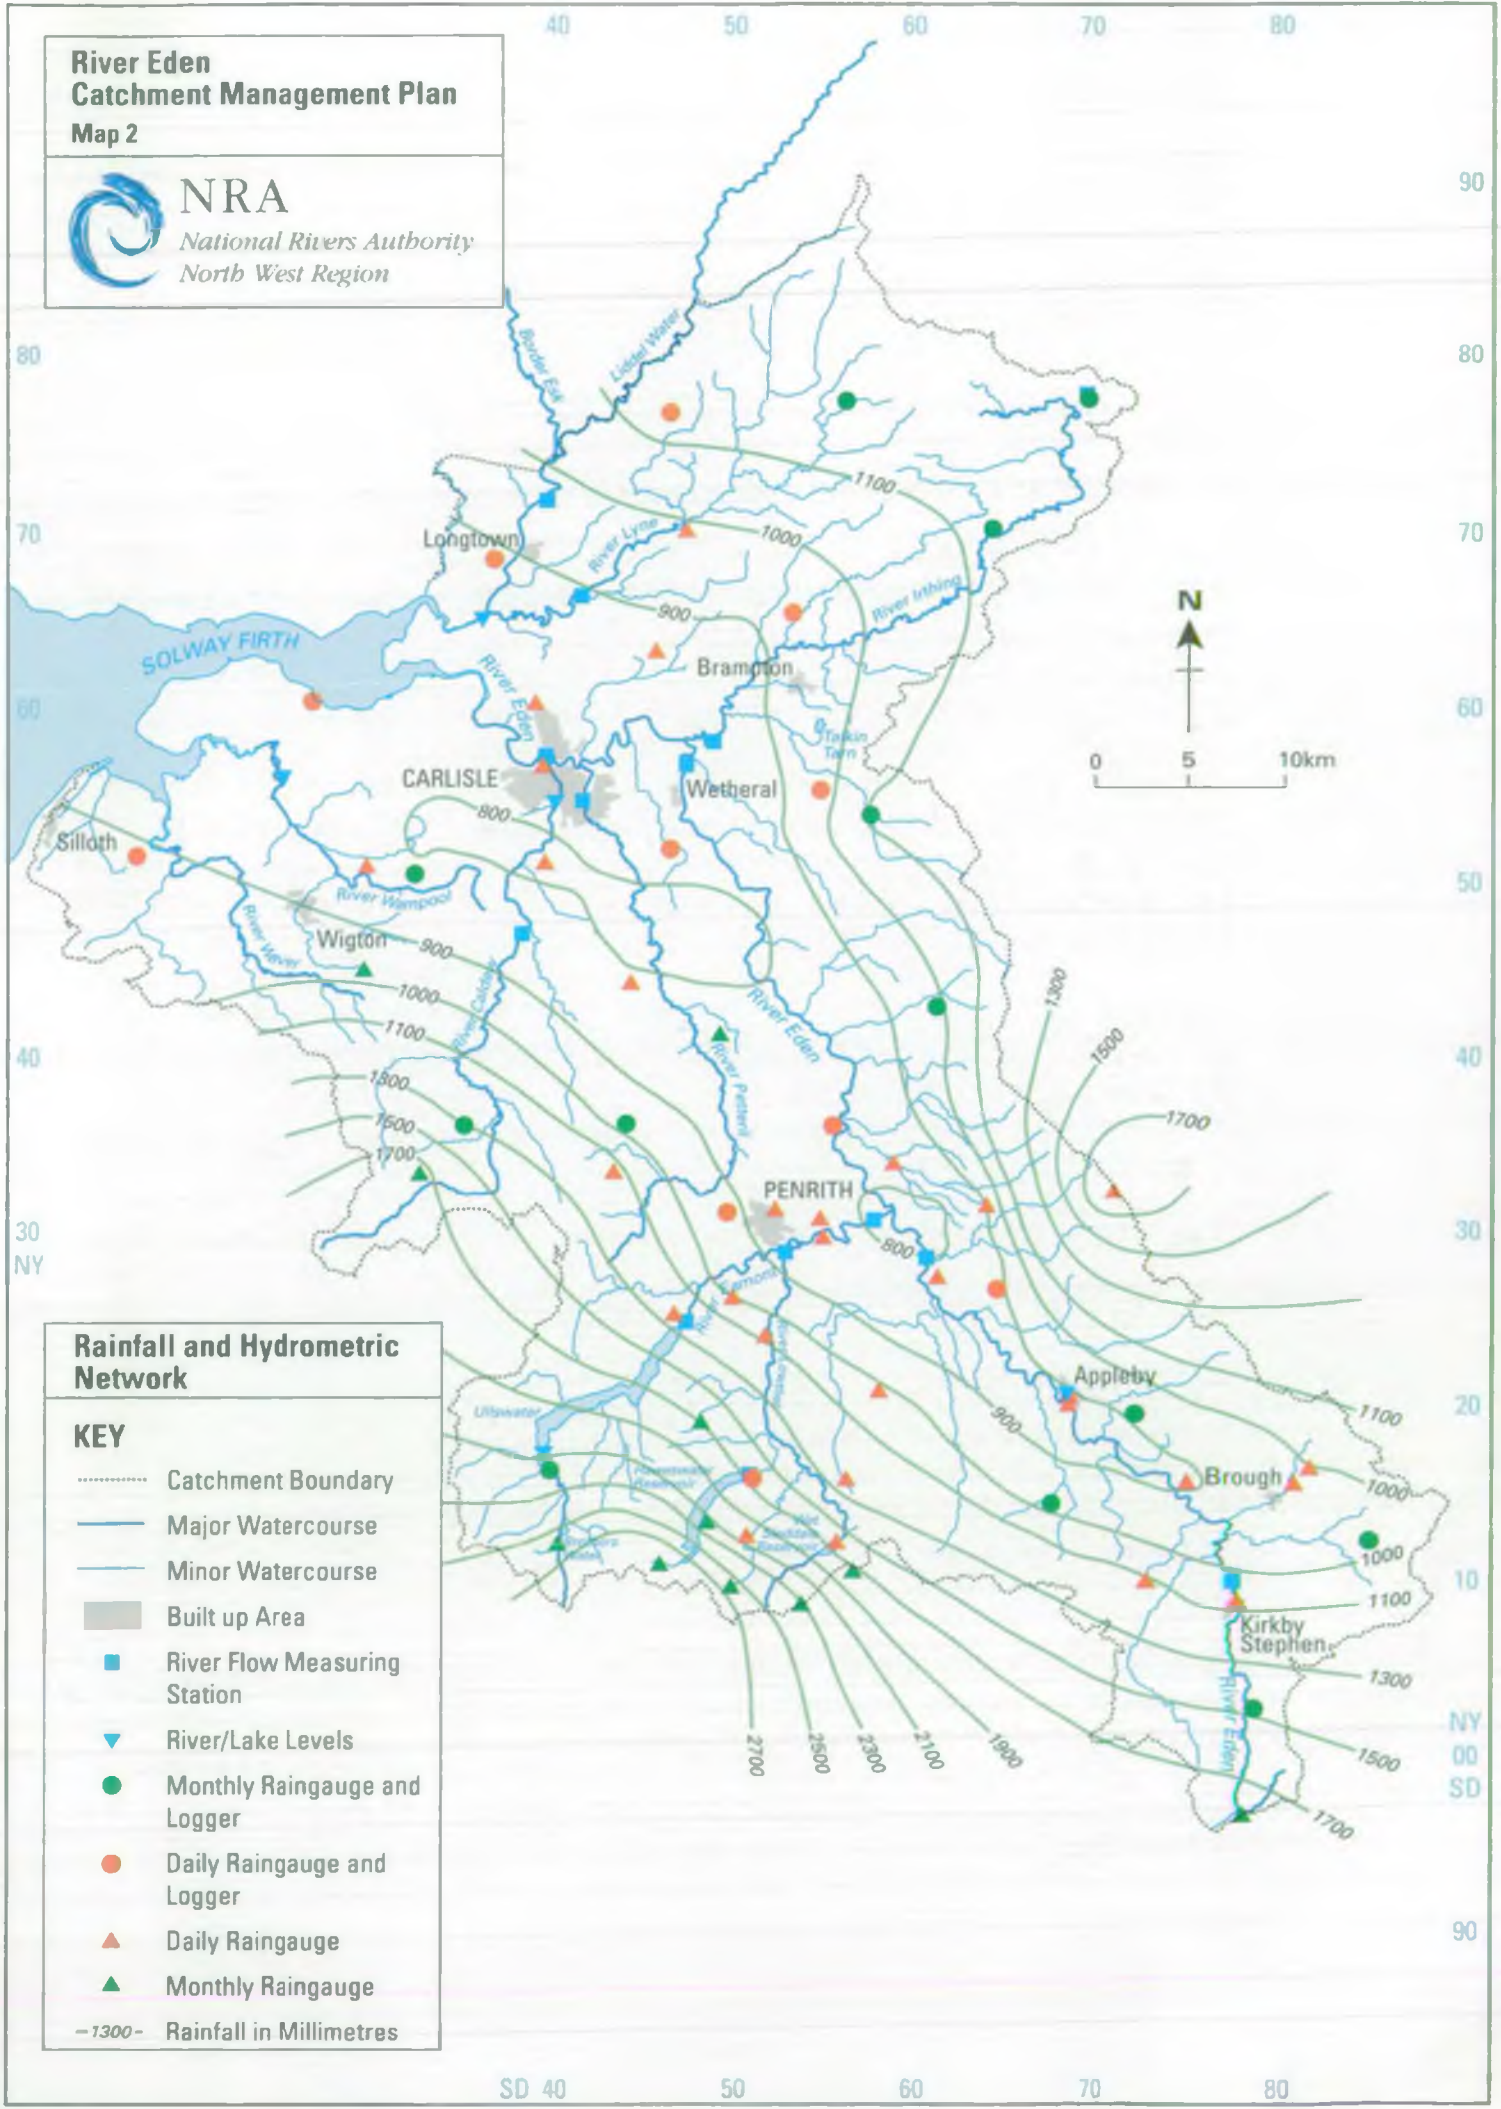 40 50 60 70 80
River Eden
Catchment Management Plan
Map 2
NRA
National Rivers Authority
North West Region
90
80
80
70
70
60
60
50
50
40
40
30
NY
30
20
10
NY
00
SD
90
Border Esk
Liddel Water
1100
1000
Longtown
River Lyne
900
River Irthing
SOLWAY FIRTH
Brampton
River Eden
Talkin
Tarn
N
0 5 10km
CARLISLE
Wetheral
800
Silloth
River Wampool
Wigton
River Waver
900
1000
River Caldew
1100
River Eden
1300
1500
River Petteril
1300
1500
1700
1700
PENRITH
800
River Eamont
Appleby
Ullswater
900
1100
Brough
1000
Haweswater
Reservoir
Wet
Sleddale
Reservoir
1000
1100
Kirkby
Stephen
1300
River Eden
2700
2500
2300
2100
1900
1500
1700
Rainfall and Hydrometric
Network
KEY
Catchment Boundary
Major Watercourse
Minor Watercourse
Built up Area
River Flow Measuring
Station
River/Lake Levels
Monthly Raingauge and
Logger
Daily Raingauge and
Logger
Daily Raingauge
Monthly Raingauge
-1300- Rainfall in Millimetres
SD 40 50 60 70 80